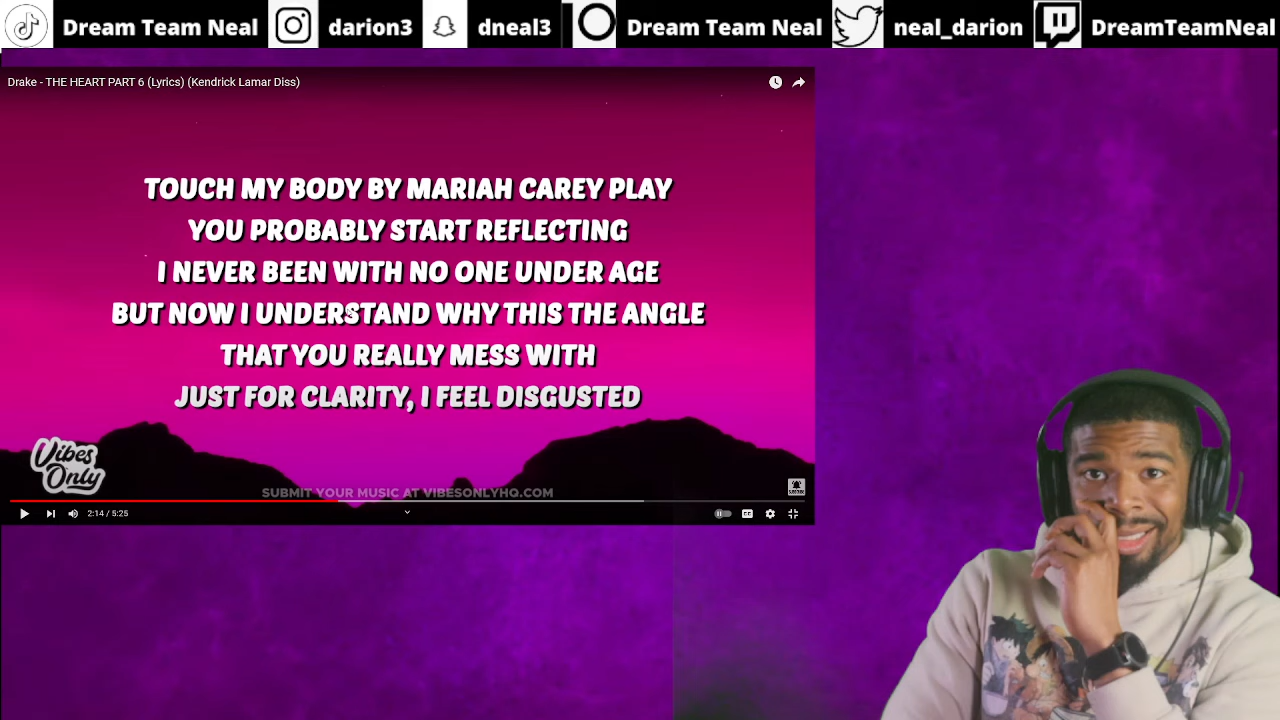 Dream Team Neal darion3 dneal3 Dream Team Neal neal_darion DreamTeamNeal
Drake - THE HEART PART 6 (Lyrics) (Kendrick Lamar Diss)
TOUCH MY BODY BY MARIAH CAREY PLAY
YOU PROBABLY START REFLECTING
I NEVER BEEN WITH NO ONE UNDER AGE
BUT NOW I UNDERSTAND WHY THIS THE ANGLE
THAT YOU REALLY MESS WITH
JUST FOR CLARITY, I FEEL DISGUSTED
Vibes
Only
SUBMIT YOUR MUSIC AT VIBESONLYHQ.COM
2:14 / 5:25